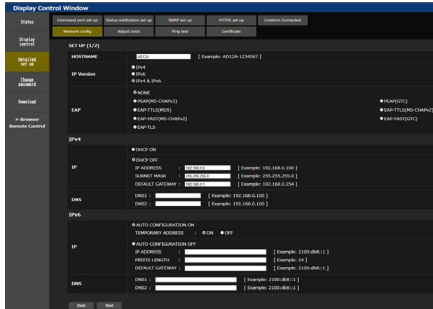 Display Control Window
Status
Display control
Detailed set up
Change password
Download
» Browser Remote Control
Command port set up
Status notification set up
SNMP set up
HTTPS set up
Crestron Connected
Network config
Adjust clock
Ping test
Certificate
SET UP (1/2)
HOSTNAME [ Example: AD12A-1234567 ]
IP Version
IPv4
IPv6
IPv4 & IPv6
EAP
NONE
PEAP(MS-CHAPv2) PEAP(GTC)
EAP-TTLS(MD5) EAP-TTLS(MS-CHAPv2)
EAP-FAST(MS-CHAPv2) EAP-FAST(GTC)
EAP-TLS
IPv4
IP
DHCP ON
DHCP OFF
IP ADDRESS : [ Example: 192.168.0.100 ]
SUBNET MASK : 255.255.255.0 [ Example: 255.255.255.0 ]
DEFAULT GATEWAY : [ Example: 192.168.0.254 ]
DNS
DNS1 : [ Example: 192.168.0.100 ]
DNS2 : [ Example: 192.168.0.100 ]
IPv6
IP
AUTO CONFIGURATION ON
TEMPORARY ADDRESS : ON OFF
AUTO CONFIGURATION OFF
IP ADDRESS : [ Example: 2100:db8::1 ]
PREFIX LENGTH : [ Example: 24 ]
DEFAULT GATEWAY : [ Example: 2100:db8::1 ]
DNS
DNS1 : [ Example: 2100:db8::1 ]
DNS2 : [ Example: 2100:db8::1 ]
Back Next